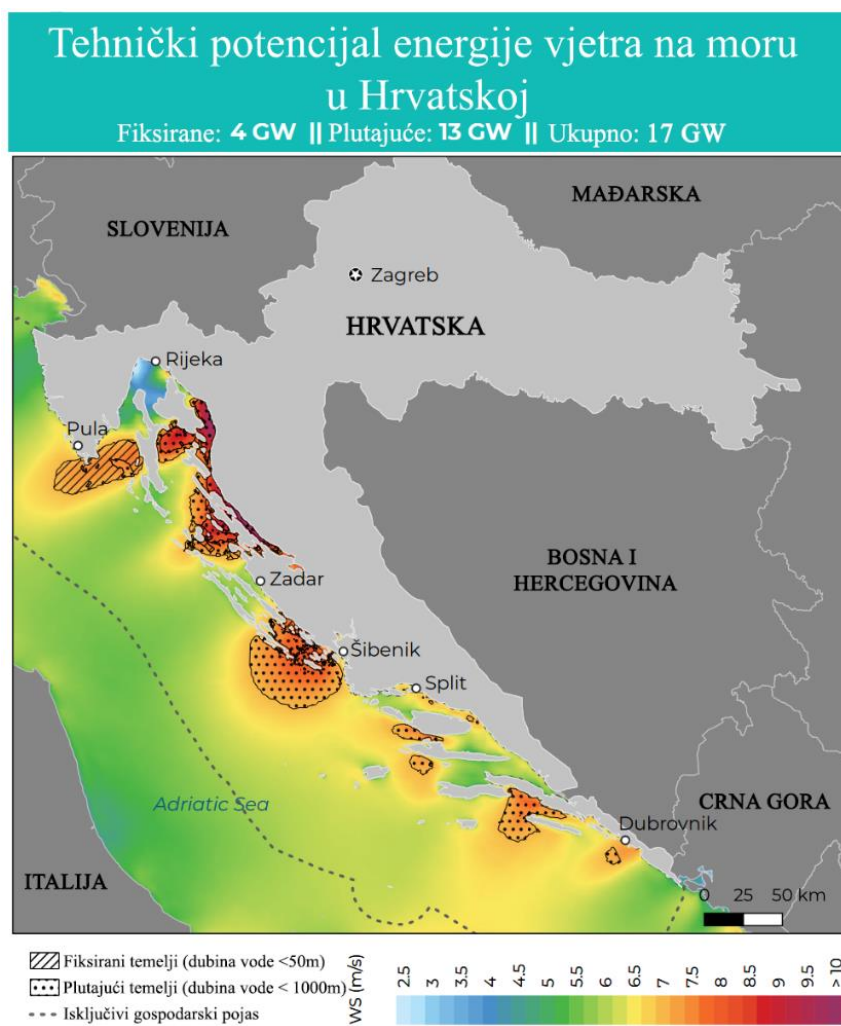 Tehnički potencijal energije vjetra na moru
u Hrvatskoj
Fiksirane: 4 GW || Plutajuće: 13 GW || Ukupno: 17 GW
MAĐARSKA
SLOVENIJA
Zagreb
HRVATSKA
Rijeka
Pula
BOSNA I
HERCEGOVINA
Zadar
Šibenik
Split
Adriatic Sea
CRNA GORA
Dubrovnik
ITALIJA
0 25 50 km
Fiksirani temelji (dubina vode <50m)
Plutajući temelji (dubina vode < 1000m)
Isključivi gospodarski pojas
WS (m/s)
2.5 3 3.5 4 4.5 5 5.5 6 6.5 7 7.5 8 8.5 9 9.5 >10